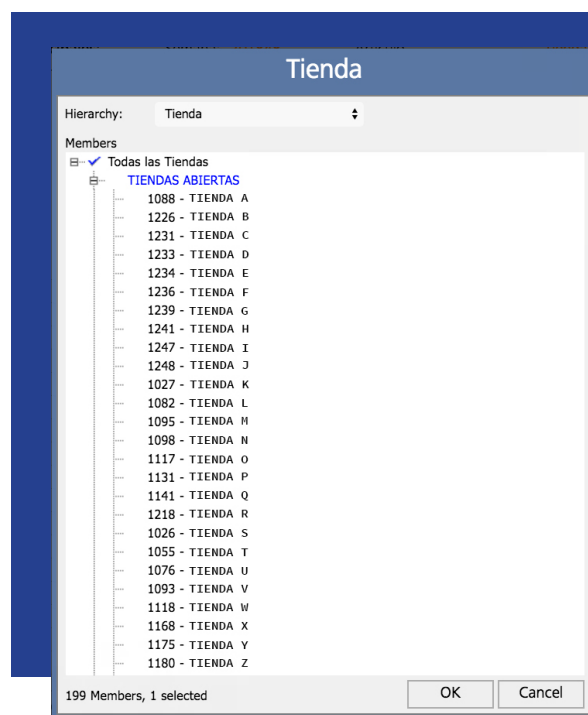 Tienda
Hierarchy: Tienda
Members
Todas las Tiendas
TIENDAS ABIERTAS
1088 - TIENDA A
1226 - TIENDA B
1231 - TIENDA C
1233 - TIENDA D
1234 - TIENDA E
1236 - TIENDA F
1239 - TIENDA G
1241 - TIENDA H
1247 - TIENDA I
1248 - TIENDA J
1027 - TIENDA K
1082 - TIENDA L
1095 - TIENDA M
1098 - TIENDA N
1117 - TIENDA O
1131 - TIENDA P
1141 - TIENDA Q
1218 - TIENDA R
1026 - TIENDA S
1055 - TIENDA T
1076 - TIENDA U
1093 - TIENDA V
1118 - TIENDA W
1168 - TIENDA X
1175 - TIENDA Y
1180 - TIENDA Z
199 Members, 1 selected
OK Cancel